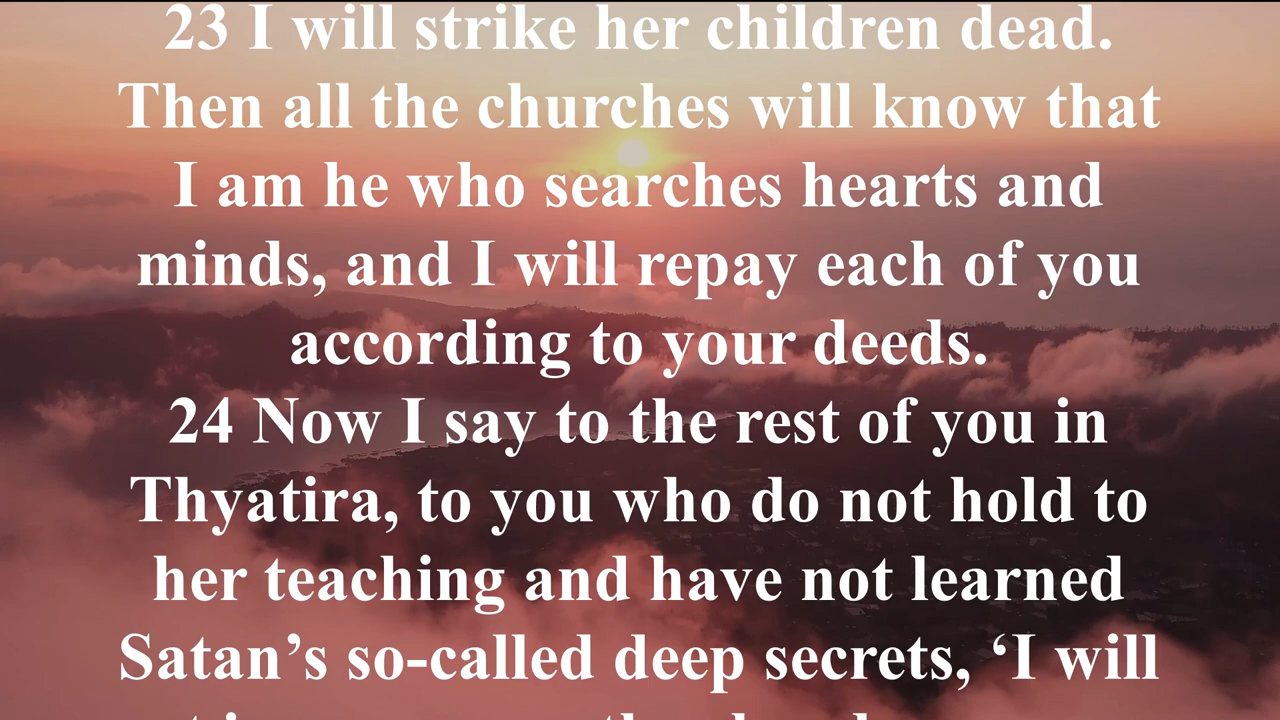 23 I will strike her children dead.
Then all the churches will know that
I am he who searches hearts and
minds, and I will repay each of you
according to your deeds.
24 Now I say to the rest of you in
Thyatira, to you who do not hold to
her teaching and have not learned
Satan’s so-called deep secrets, ‘I will